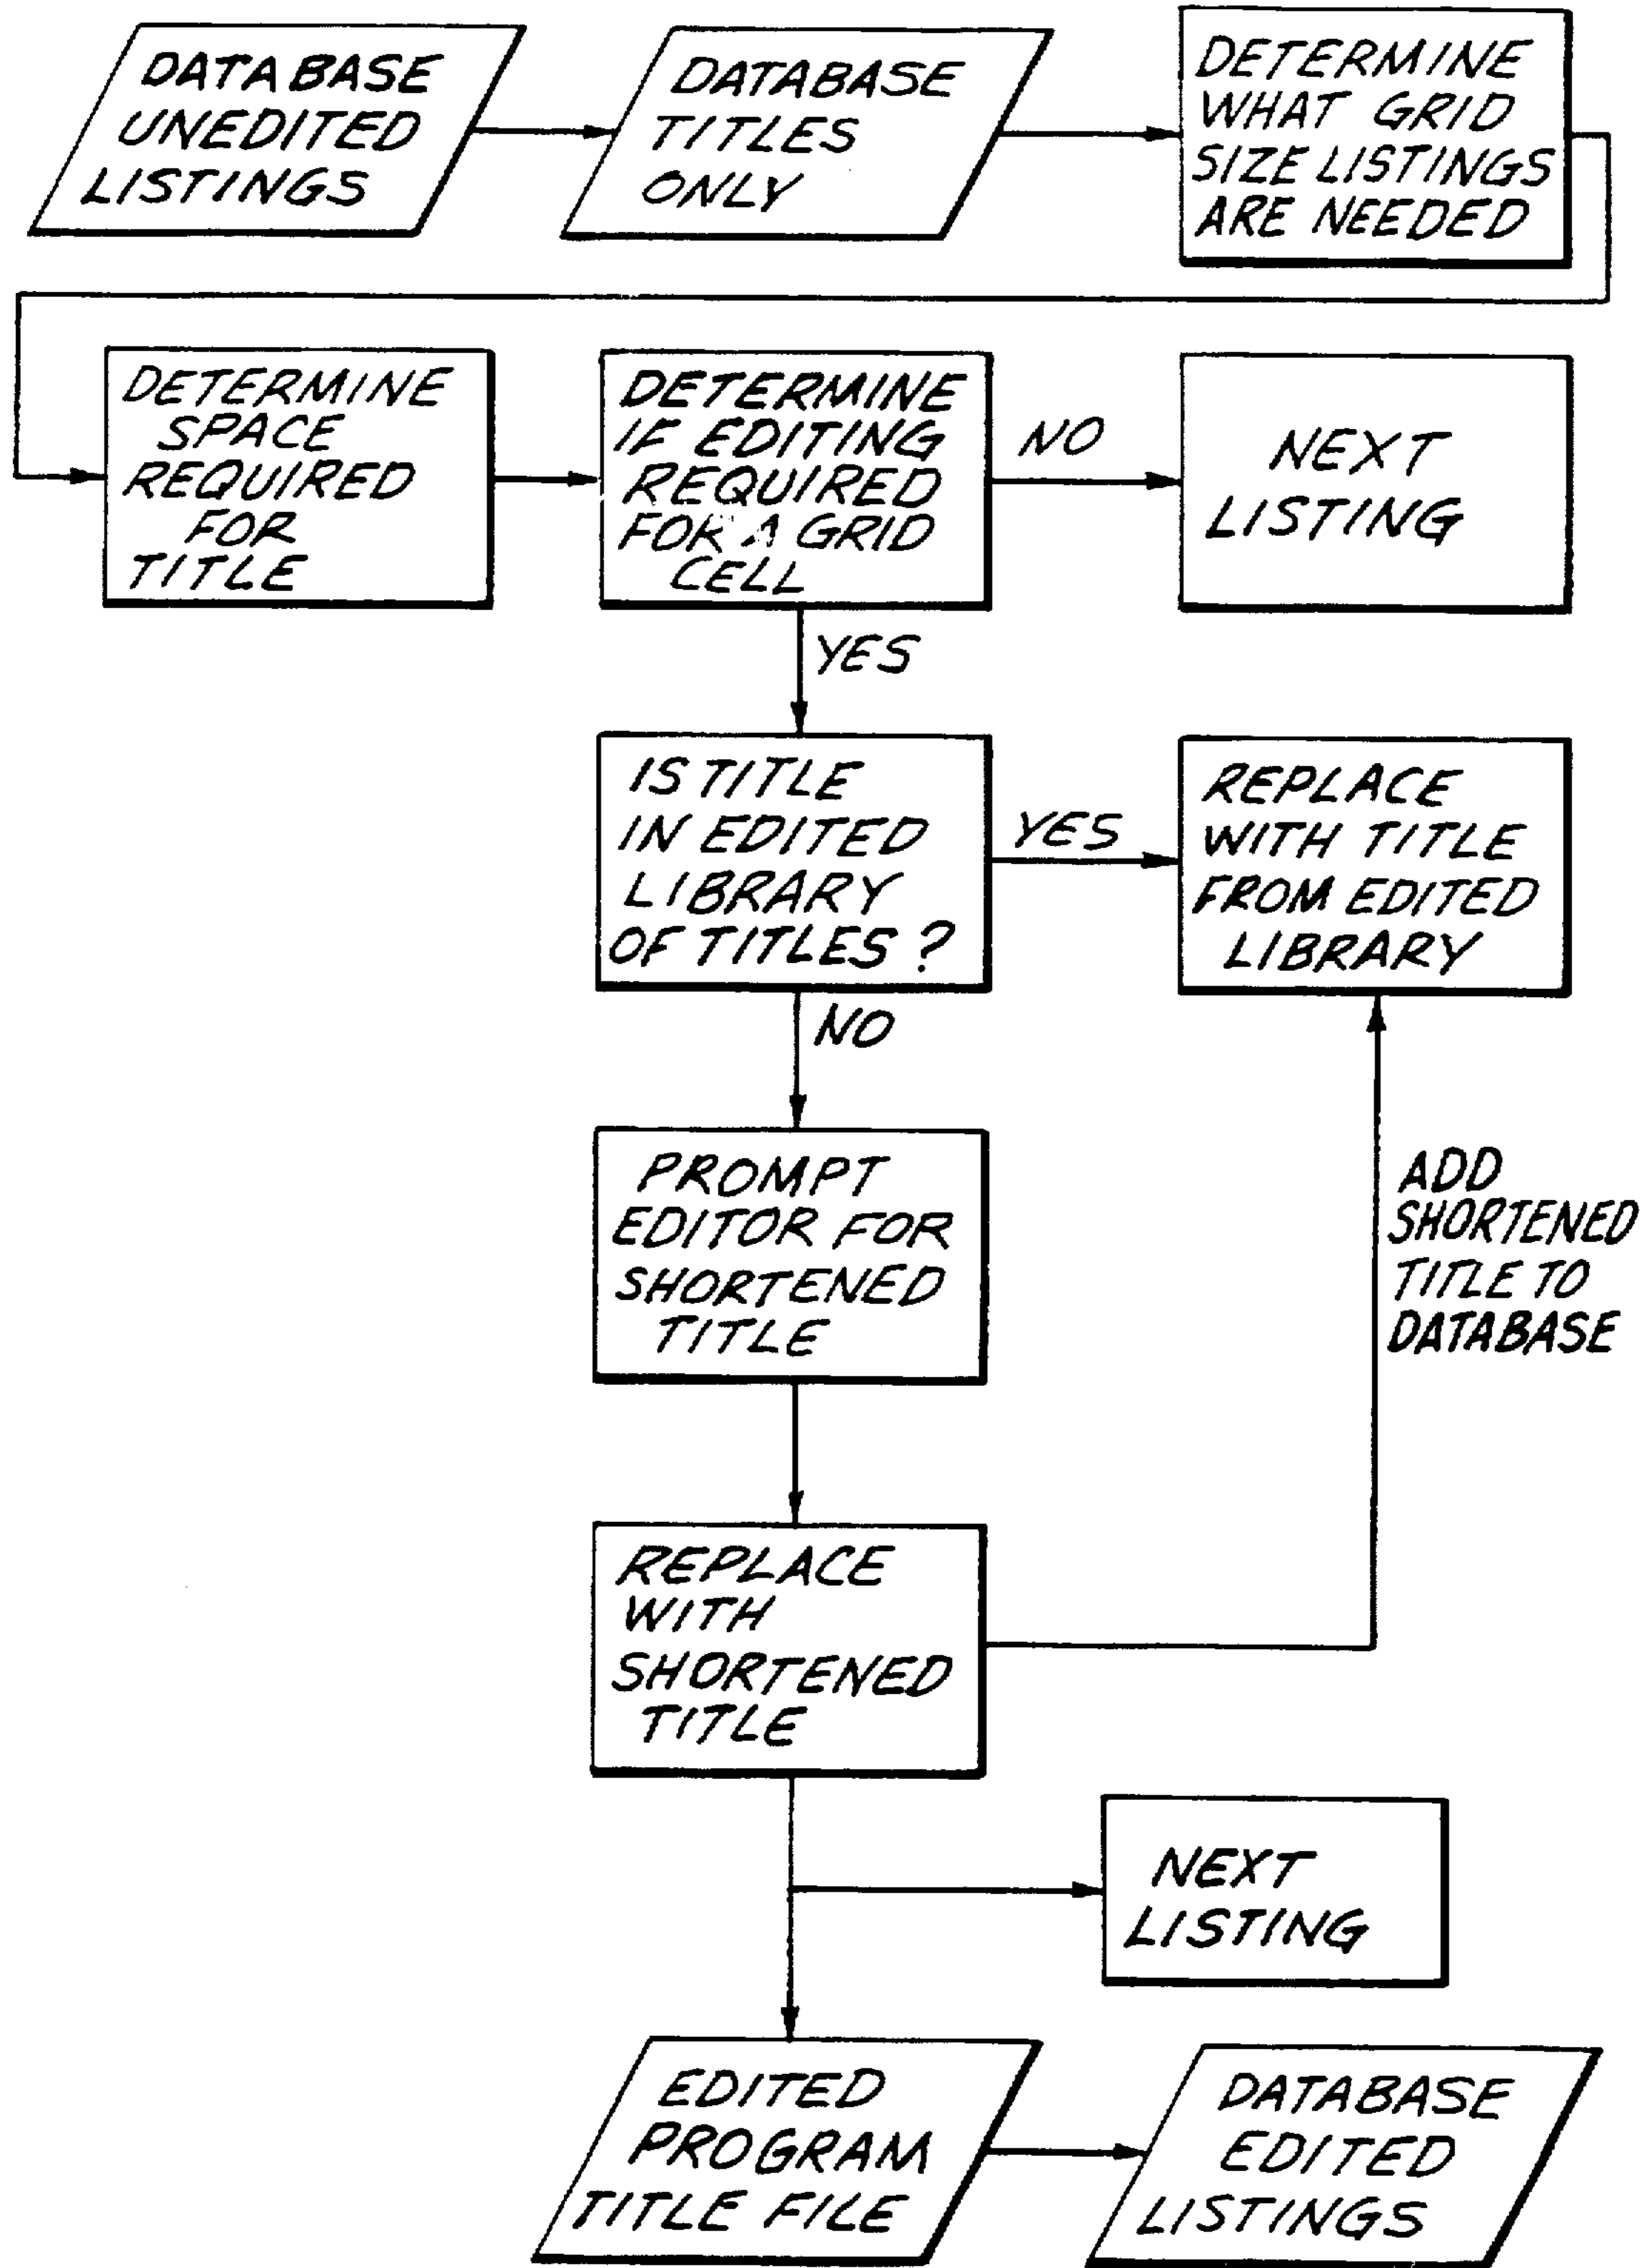 DATABASE
UNEDITED
LISTINGS
DATABASE
TITLES
ONLY
DETERMINE
WHAT GRID
SIZE LISTINGS
ARE NEEDED
DETERMINE
SPACE
REQUIRED
FOR
TITLE
DETERMINE
IF EDITING
REQUIRED
FOR A GRID
CELL
NO
NEXT
LISTING
YES
IS TITLE
IN EDITED
LIBRARY
OF TITLES?
YES
REPLACE
WITH TITLE
FROM EDITED
LIBRARY
NO
PROMPT
EDITOR FOR
SHORTENED
TITLE
ADD
SHORTENED
TITLE TO
DATABASE
REPLACE
WITH
SHORTENED
TITLE
NEXT
LISTING
EDITED
PROGRAM
TITLE FILE
DATABASE
EDITED
LISTINGS